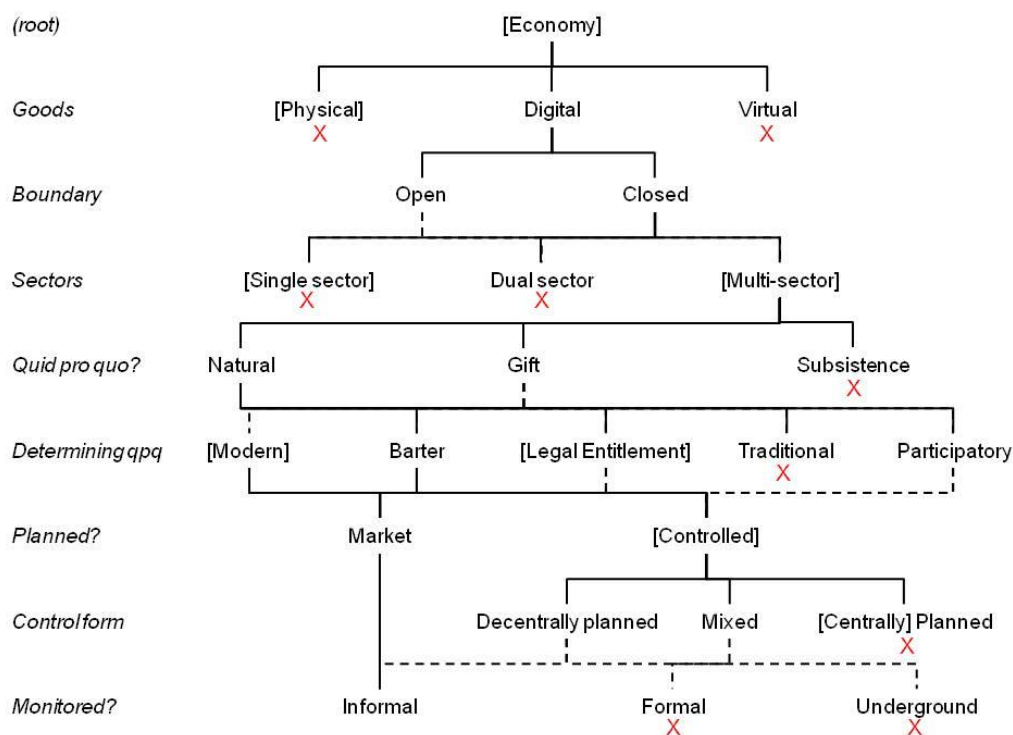 (root) [Economy]
Goods [Physical] Digital Virtual
X X
Boundary Open Closed
Sectors [Single sector] Dual sector [Multi-sector]
X X
Quid pro quo? Natural Gift Subsistence
X
Determining qpq [Modern] Barter [Legal Entitlement] Traditional Participatory
X
Planned? Market [Controlled]
Control form Decentrally planned Mixed [Centrally] Planned
X
Monitored? Informal Formal Underground
X X